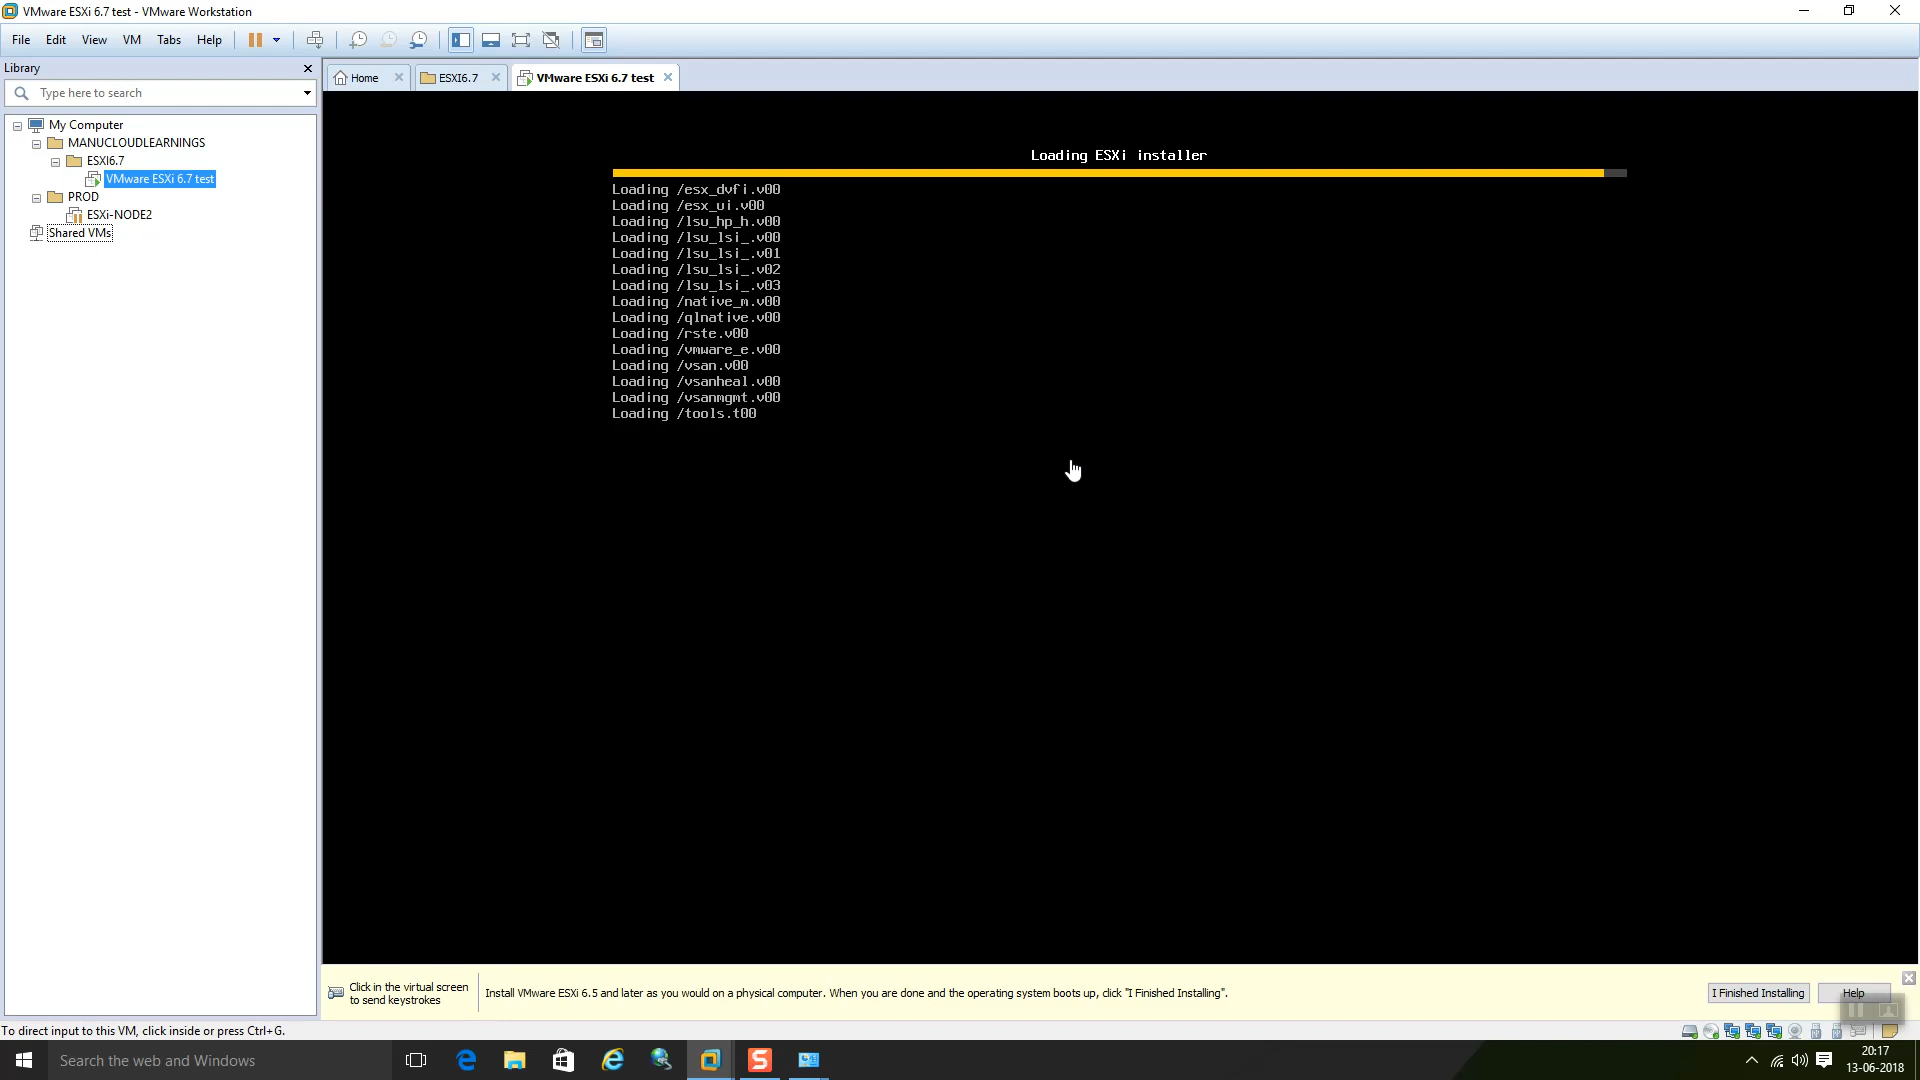 VMware ESXi 6.7 test - VMware Workstation
File Edit View VM Tabs Help
Library
Type here to search
My Computer
MANUCLOUDLEARNINGS
ESXI6.7
VMware ESXi 6.7 test
PROD
ESXi-NODE2
Shared VMs
Home ESXI6.7 VMware ESXi 6.7 test
Loading ESXi installer
Loading /esx_dvfi.v00
Loading /esx_ui.v00
Loading /lsu_hp_h.v00
Loading /lsu_lsi_.v00
Loading /lsu_lsi_.v01
Loading /lsu_lsi_.v02
Loading /lsu_lsi_.v03
Loading /native_m.v00
Loading /qlnative.v00
Loading /rste.v00
Loading /vmware_e.v00
Loading /vsan.v00
Loading /vsanheal.v00
Loading /vsanmgmt.v00
Loading /tools.t00
Click in the virtual screen
to send keystrokes
Install VMware ESXi 6.5 and later as you would on a physical computer. When you are done and the operating system boots up, click "I Finished Installing".
I Finished Installing Help
To direct input to this VM, click inside or press Ctrl+G.
Search the web and Windows
20:17
13-06-2018